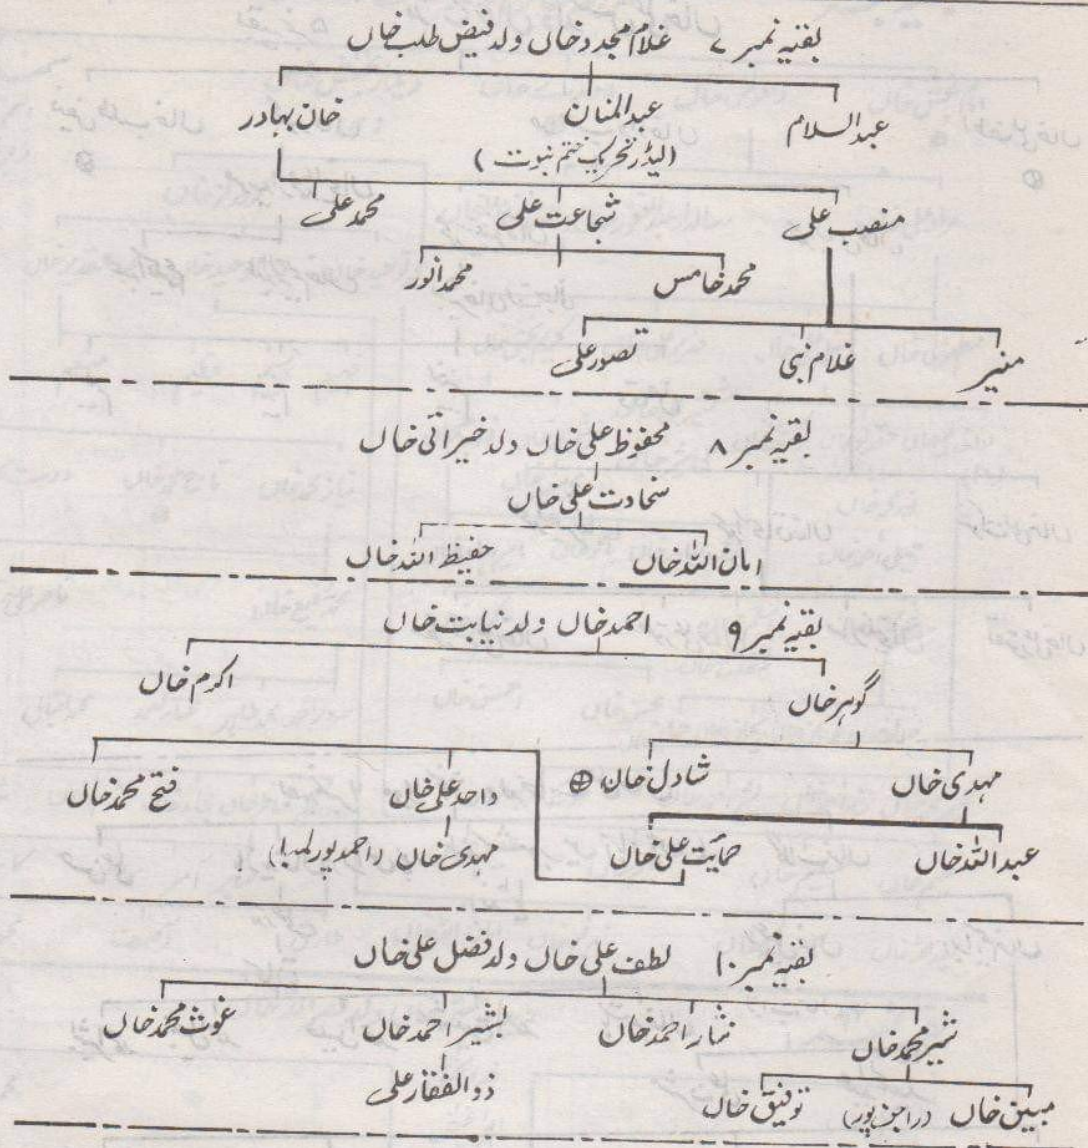 بقیہ نمبر ۷ غلام مجدد خاں ولد فیض طلب خاں
عبدالسلام عبدالمنان خان بہادر
(لیڈر تحریک ختم نبوت)
منصب علی شجاعت علی محمد علی
محمد خامس محمد انور
منیر غلام نبی تصور علی
بقیہ نمبر ۸ محفوظ علی خاں ولد خیراتی خاں
سخادت علی خاں
امان اللہ خاں حفیظ اللہ خاں
بقیہ نمبر ۹ احمد خاں ولد نیابت خاں
گوہر خاں اکرم خاں
مہدی خاں شادل خاں ⊕ واحد علی خاں فتح محمد خاں
عبداللہ خاں حمائت علی خاں مہدی خاں (احمد پور لمبا)
بقیہ نمبر ۱۰ لطف علی خاں ولد فضل علی خاں
شیر محمد خاں نثار احمد خاں بشیر احمد خاں غوث محمد خاں
مبین خاں (رامن پور) توفیق خاں ذوالفقار علی